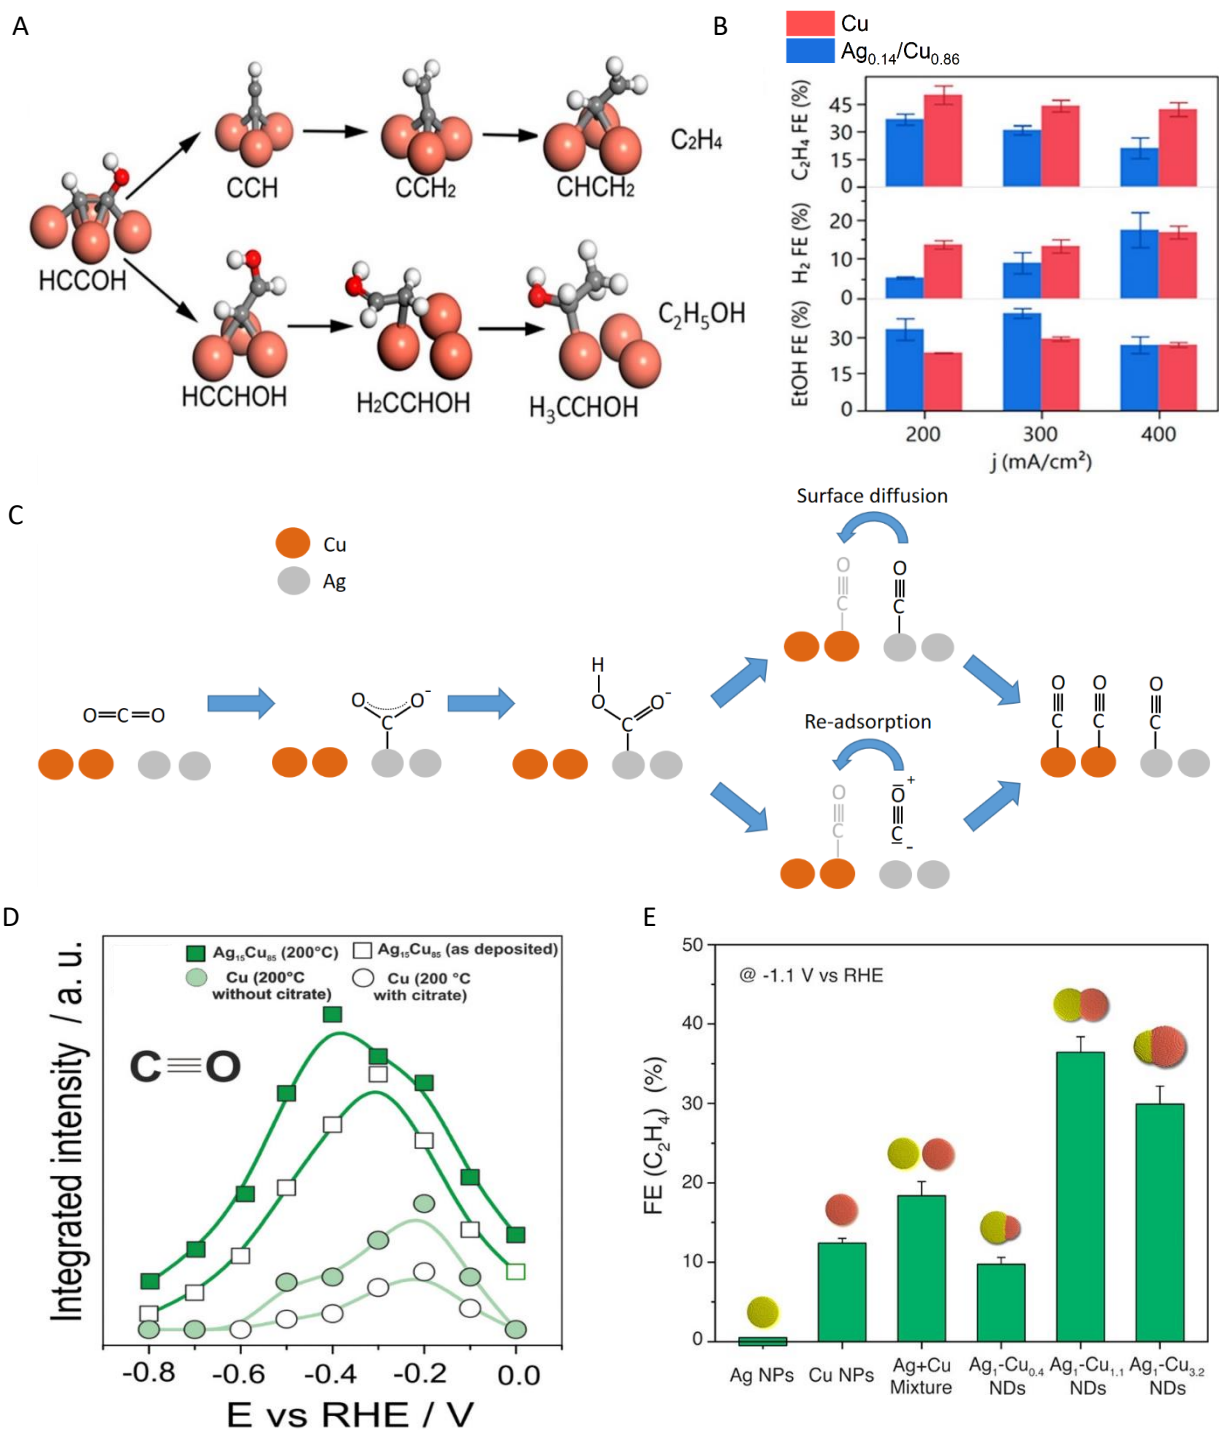 A
HCCOH
CCH
CCH₂
CHCH₂
C₂H₄
HCCHOH
H₂CCHOH
H₃CCHOH
C₂H₅OH
B
Cu
Ag₀.₁₄/Cu₀.₈₆
C₂H₄ FE (%)
45
30
15
0
H₂ FE (%)
20
10
0
EtOH FE (%)
30
15
0
200 300 400
j (mA/cm²)
C
Cu
Ag
O=C=O
O O⁻
C
H
O O⁻
C
Surface diffusion
O O
C C
Re-adsorption
O O⁺
C C⁻
O O O
C C C
D
Integrated intensity / a. u.
Ag₁₅Cu₈₅ (200°C)
Ag₁₅Cu₈₅ (as deposited)
Cu (200°C
without citrate)
Cu (200 °C
with citrate)
C≡O
-0.8 -0.6 -0.4 -0.2 0.0
E vs RHE / V
E
FE (C₂H₄) (%)
50
40
30
20
10
0
@ -1.1 V vs RHE
Ag NPs
Cu NPs
Ag+Cu
Mixture
Ag₁-Cu₀.₄
NDs
Ag₁-Cu₁.₁
NDs
Ag₁-Cu₃.₂
NDs